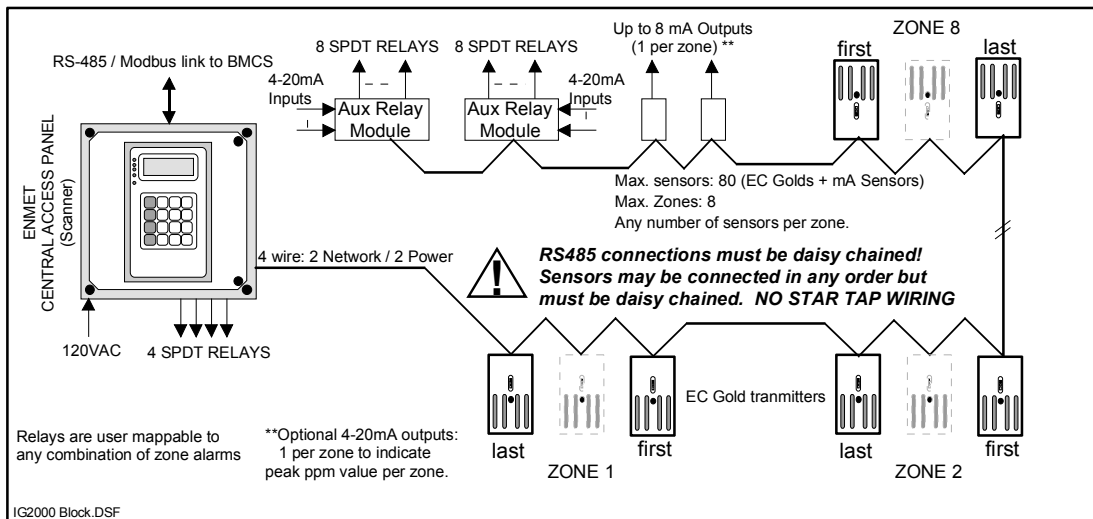 RS-485 / Modbus link to BMCS
8 SPDT RELAYS
8 SPDT RELAYS
Up to 8 mA Outputs
(1 per zone) **
ZONE 8
first
last
4-20mA
Inputs
Aux Relay
Module
Aux Relay
Module
4-20mA
Inputs
ENMET
CENTRAL ACCESS PANEL
(Scanner)
Max. sensors: 80 (EC Golds + mA Sensors)
Max. Zones: 8
Any number of sensors per zone.
4 wire: 2 Network / 2 Power
RS485 connections must be daisy chained!
Sensors may be connected in any order but
must be daisy chained. NO STAR TAP WIRING
120VAC
4 SPDT RELAYS
EC Gold tranmitters
Relays are user mappable to
any combination of zone alarms
**Optional 4-20mA outputs:
1 per zone to indicate
peak ppm value per zone.
last
first
ZONE 1
last
first
ZONE 2
IG2000 Block.DSF